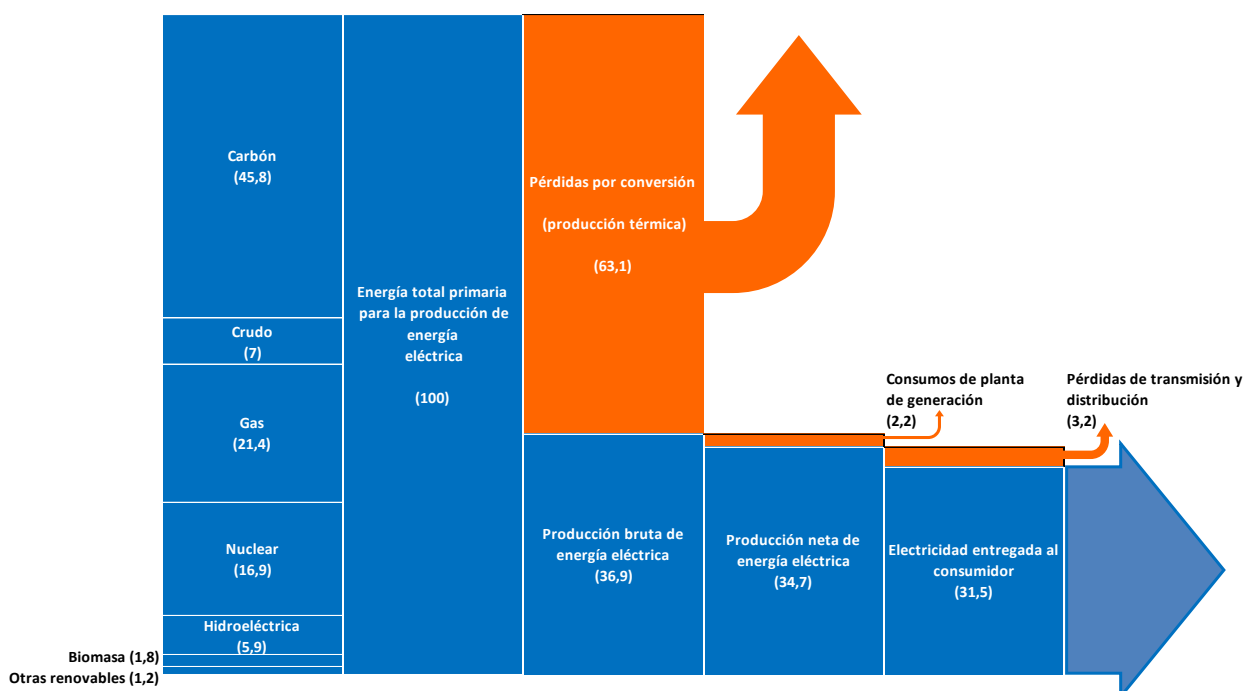 Carbón
(45,8)
Crudo
(7)
Gas
(21,4)
Nuclear
(16,9)
Hidroeléctrica
(5,9)
Biomasa (1,8)
Otras renovables (1,2)
Energía total primaria
para la producción de
energía
eléctrica
(100)
Pérdidas por conversión
(producción térmica)
(63,1)
Producción bruta de
energía eléctrica
(36,9)
Consumos de planta
de generación
(2,2)
Producción neta de
energía eléctrica
(34,7)
Pérdidas de transmisión y
distribución
(3,2)
Electricidad entregada al
consumidor
(31,5)